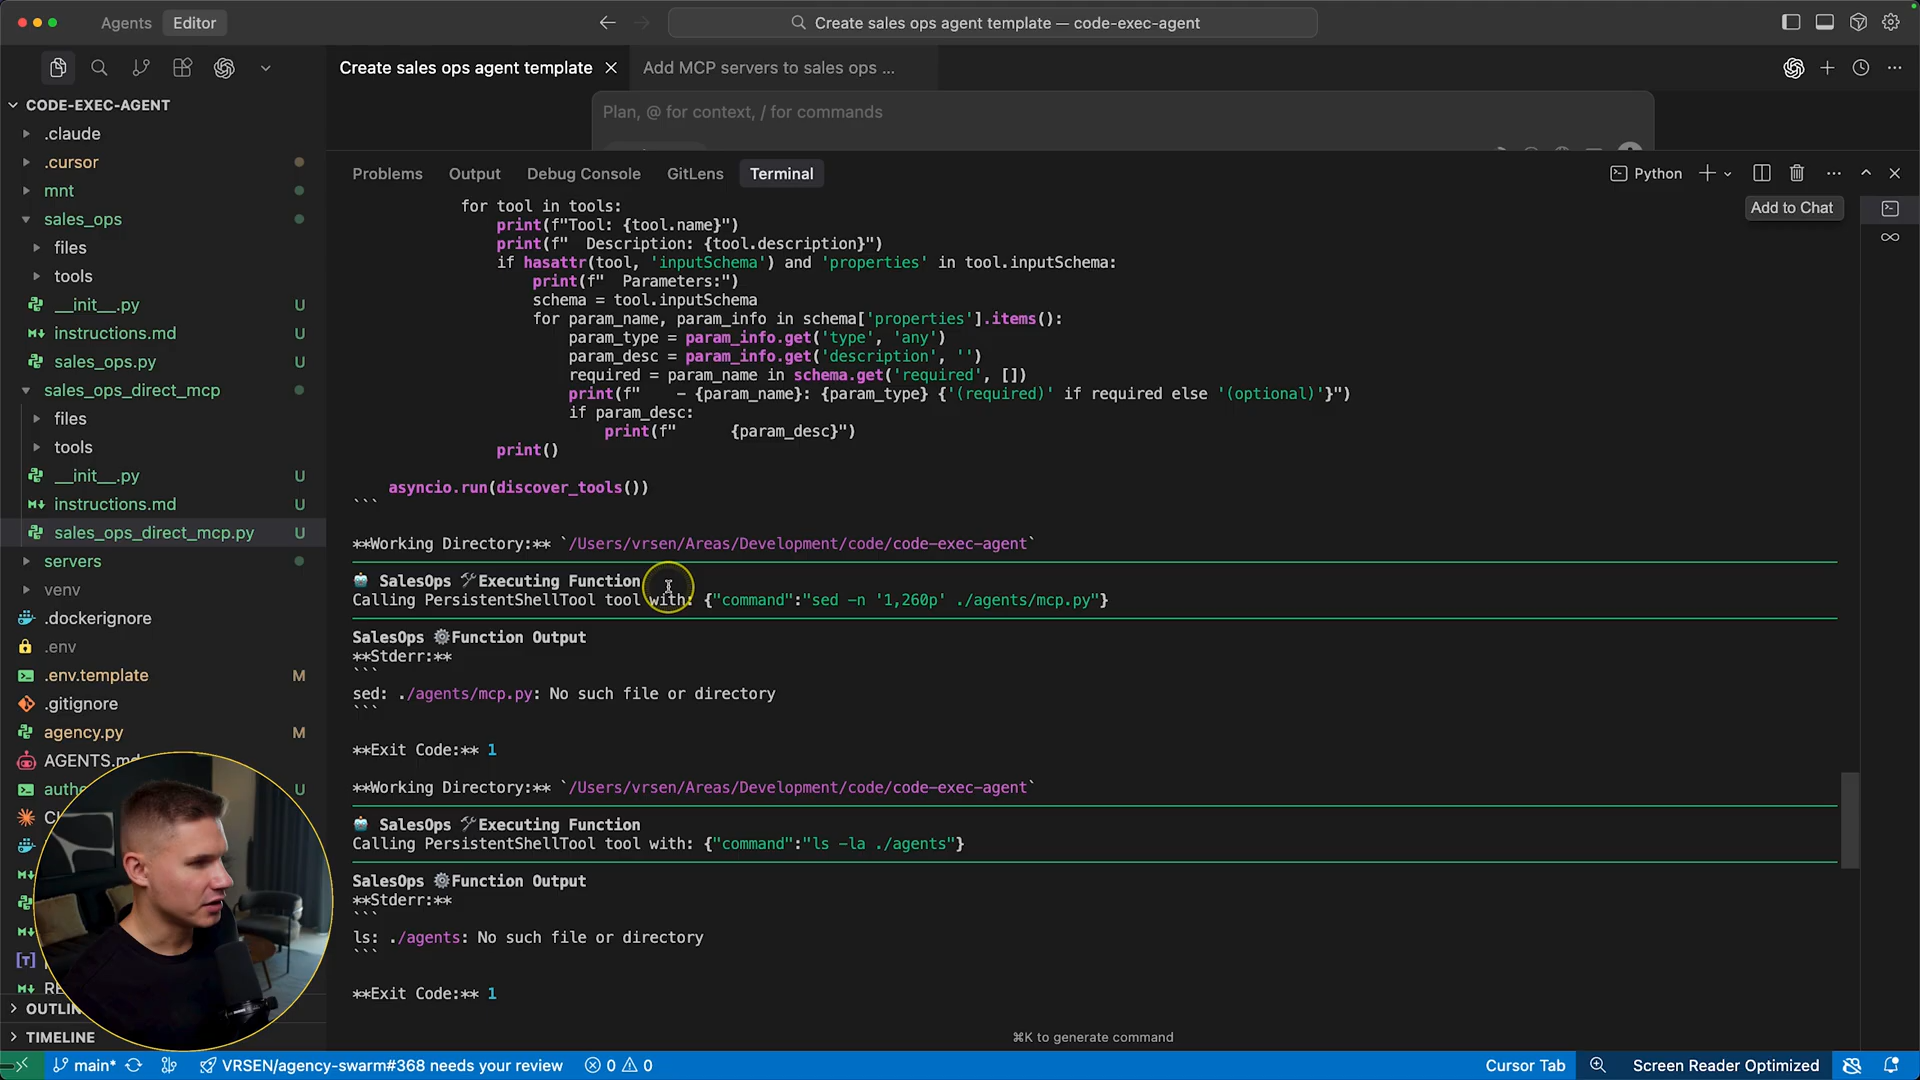 Agents
Editor
Create sales ops agent template — code-exec-agent
Create sales ops agent template
Add MCP servers to sales ops ...
CODE-EXEC-AGENT
.claude
.cursor
mnt
sales_ops
files
tools
__init__.py U
instructions.md U
sales_ops.py U
sales_ops_direct_mcp
files
tools
__init__.py U
instructions.md U
sales_ops_direct_mcp.py U
servers
venv
.dockerignore
.env
.env.template M
.gitignore
agency.py M
AGENTS.md
U
OUTLIN
TIMELINE
Plan, @ for context, / for commands
Problems
Output
Debug Console
GitLens
Terminal
Python
Add to Chat
for tool in tools:
print(f"Tool: {tool.name}")
print(f"  Description: {tool.description}")
if hasattr(tool, 'inputSchema') and 'properties' in tool.inputSchema:
print(f"  Parameters:")
schema = tool.inputSchema
for param_name, param_info in schema['properties'].items():
param_type = param_info.get('type', 'any')
param_desc = param_info.get('description', '')
required = param_name in schema.get('required', [])
print(f"    - {param_name}: {param_type} {'(required)' if required else '(optional)'}")
if param_desc:
print(f"      {param_desc}")
print()
asyncio.run(discover_tools())
```
**Working Directory:** `/Users/vrsen/Areas/Development/code/code-exec-agent`
🤖 SalesOps 🛠️Executing Function
Calling PersistentShellTool tool with: {"command":"sed -n '1,260p' ./agents/mcp.py"}
SalesOps ⚙️Function Output
**Stderr:**
```
sed: ./agents/mcp.py: No such file or directory
```
**Exit Code:** 1
**Working Directory:** `/Users/vrsen/Areas/Development/code/code-exec-agent`
🤖 SalesOps 🛠️Executing Function
Calling PersistentShellTool tool with: {"command":"ls -la ./agents"}
SalesOps ⚙️Function Output
**Stderr:**
```
ls: ./agents: No such file or directory
```
**Exit Code:** 1
⌘K to generate command
main*
VRSEN/agency-swarm#368 needs your review
0
0
Cursor Tab
Screen Reader Optimized